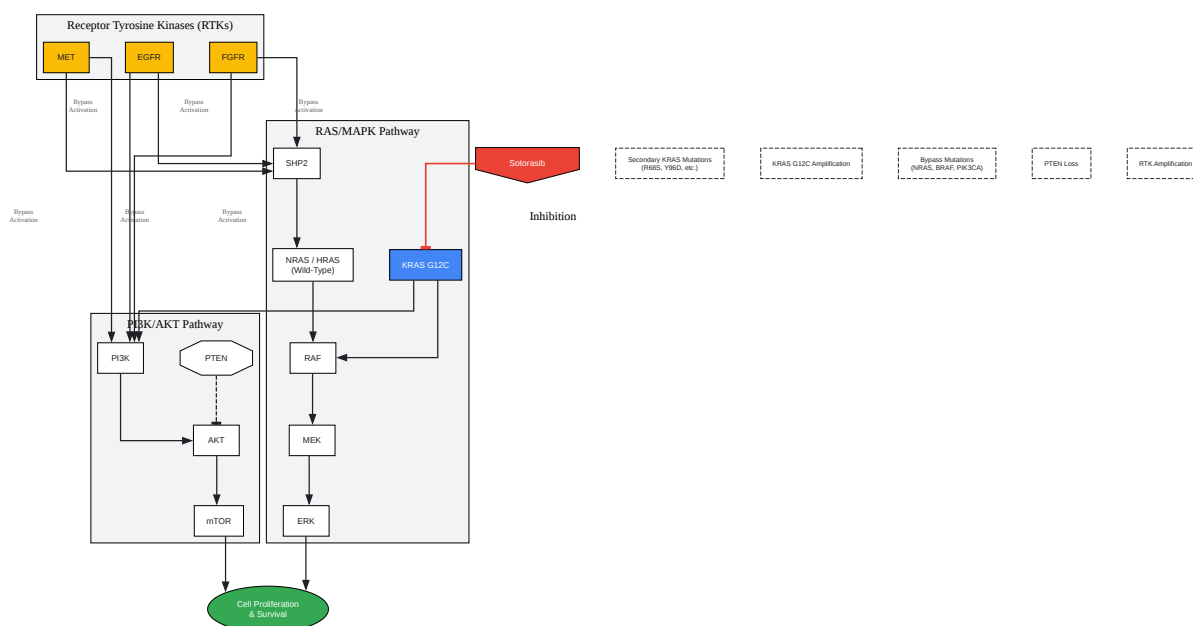 Receptor Tyrosine Kinases (RTKs)
MET
EGFR
FGFR
Bypass
Activation
Bypass
Activation
Bypass
Activation
RAS/MAPK Pathway
SHP2
Sotorasib
Secondary KRAS Mutations
(R68S, Y96D, etc.)
KRAS G12C Amplification
Bypass Mutations
(NRAS, BRAF, PIK3CA)
PTEN Loss
RTK Amplification
Bypass
Activation
Bypass
Activation
Bypass
Activation
Inhibition
NRAS / HRAS
(Wild-Type)
KRAS G12C
PI3K/AKT Pathway
PI3K
PTEN
RAF
AKT
MEK
mTOR
ERK
Cell Proliferation
& Survival